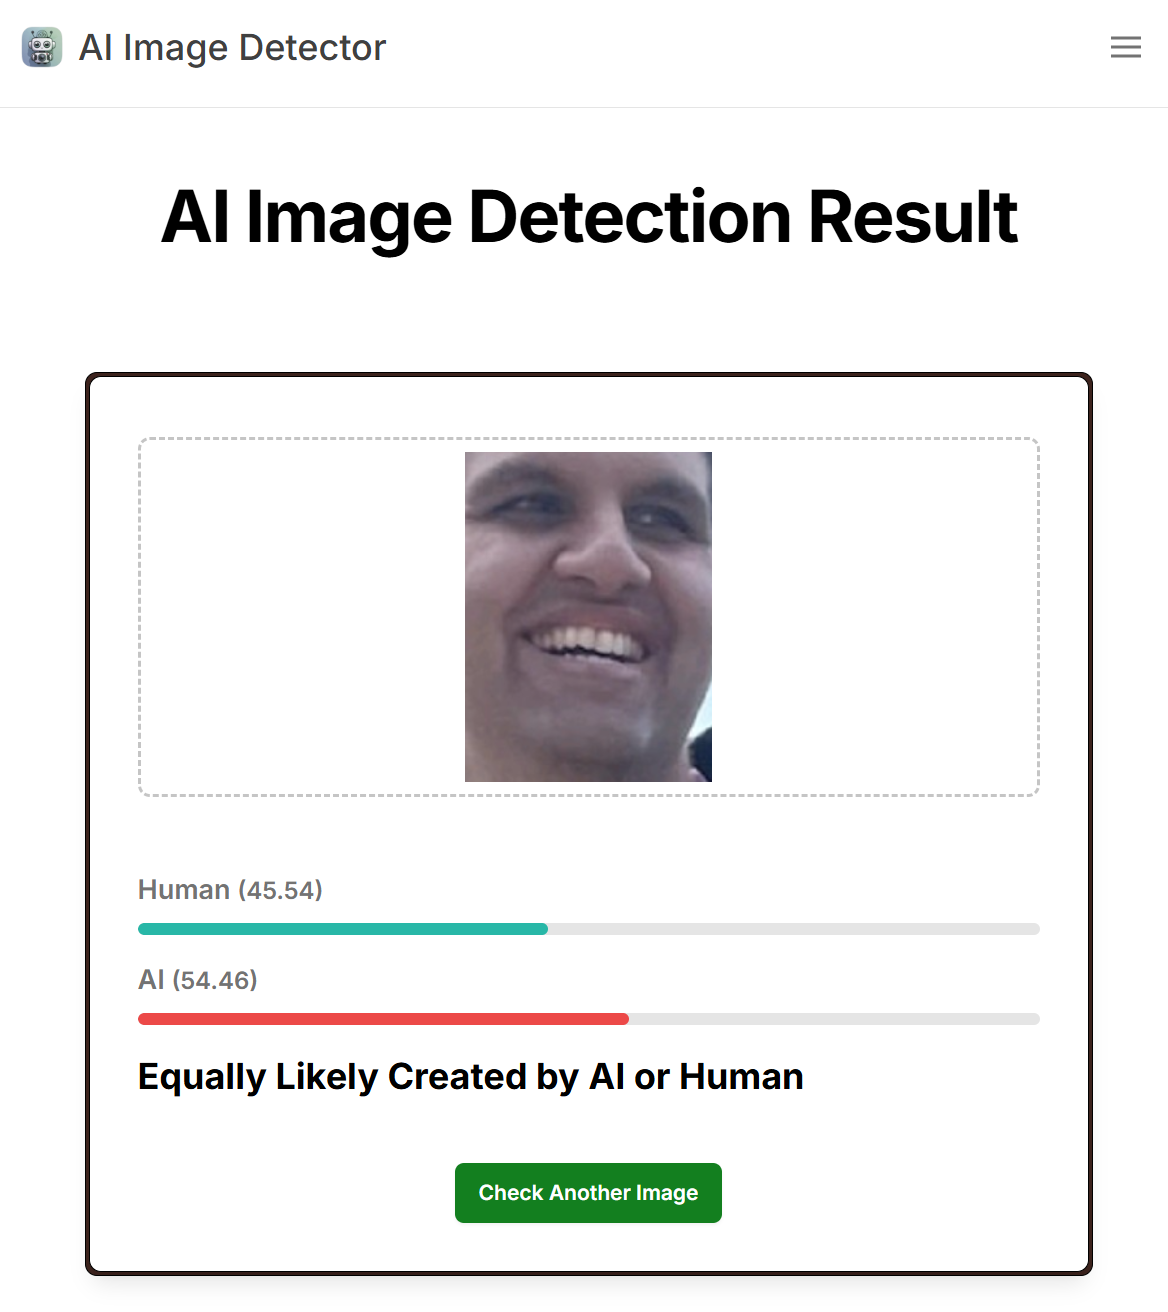 AI Image Detector
AI Image Detection Result
Human (45.54)
AI (54.46)
Equally Likely Created by AI or Human
Check Another Image